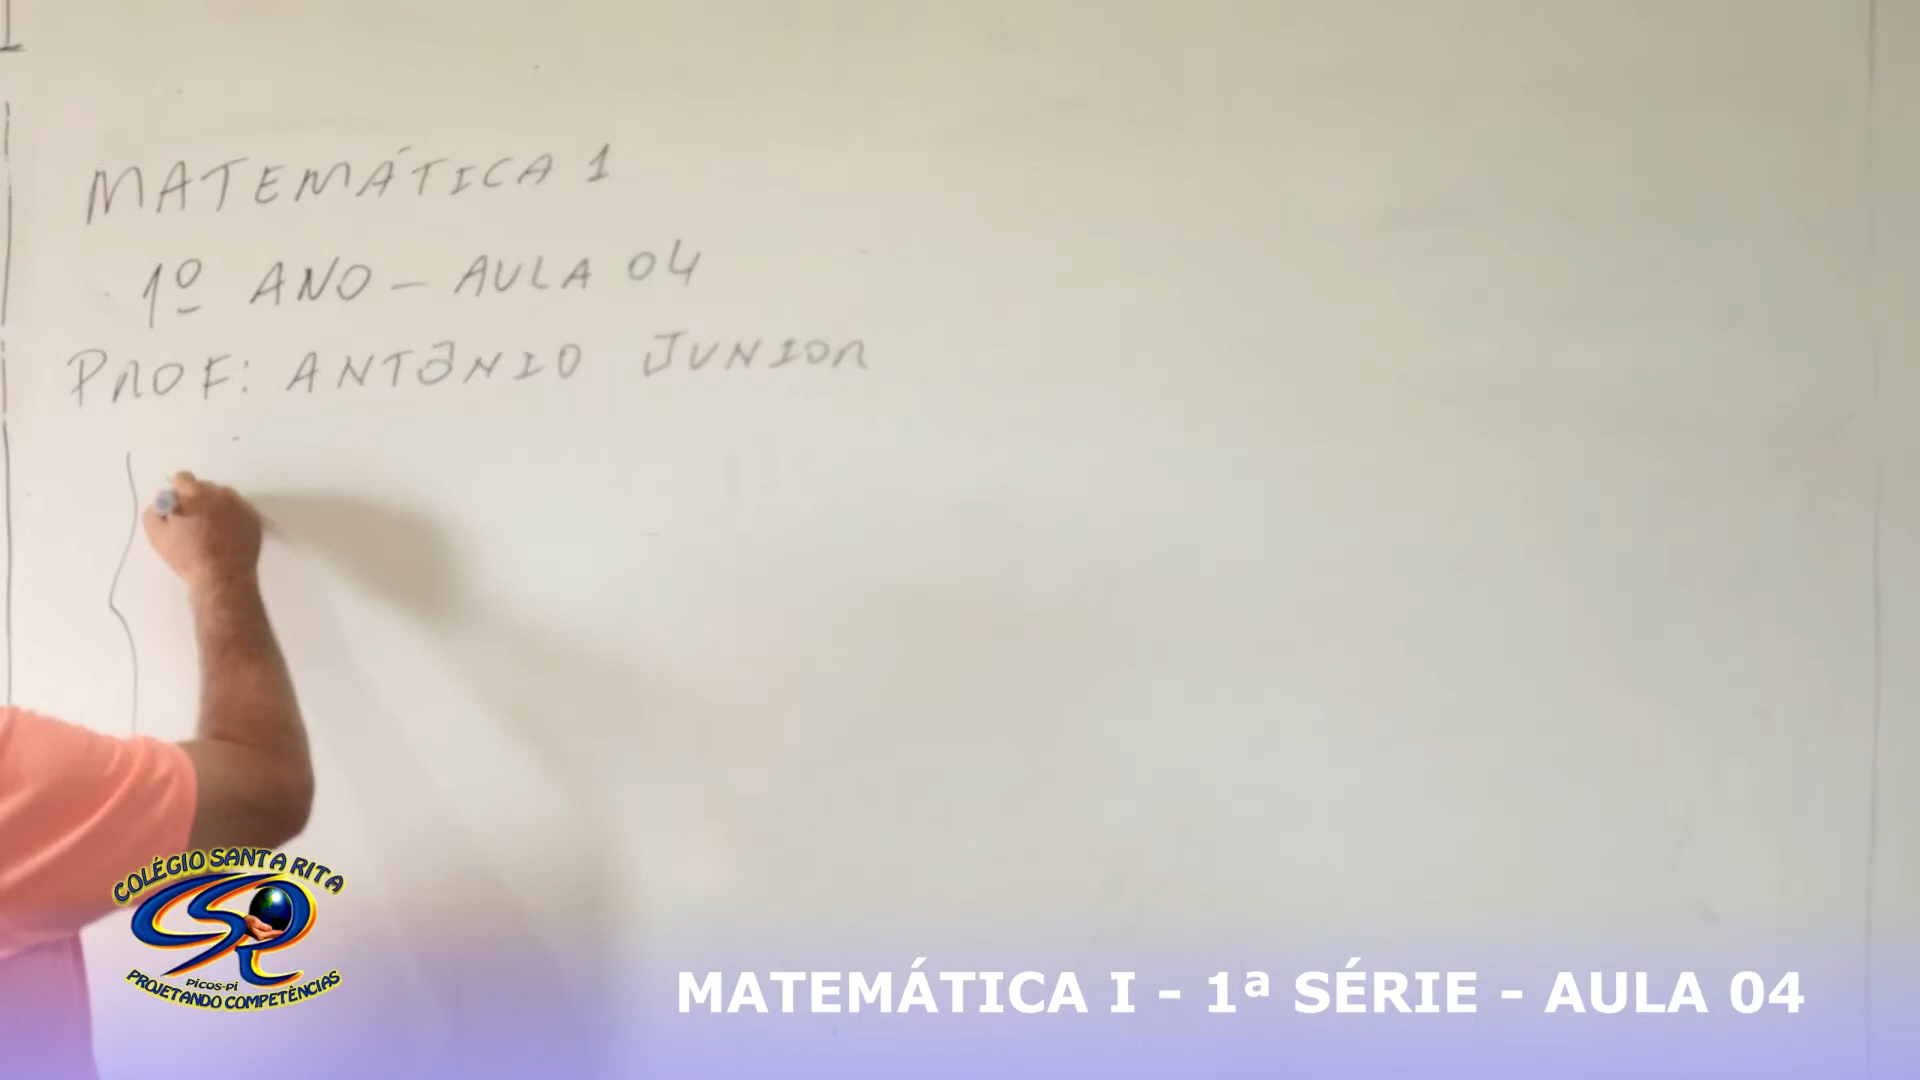 MATEMÁTICA 1
1º ANO - AULA 04
PROF: ANTÔNIO JUNIOR
COLÉGIO SANTA RITA
PICOS-PI
PROJETANDO COMPETÊNCIAS
MATEMÁTICA I - 1ª SÉRIE - AULA 04